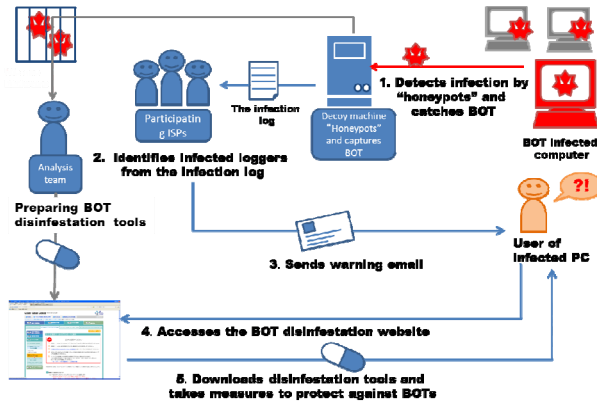 1. Detects infection by
"honeypots" and
catches BOT
BOT infected
computer
The infection
log
Participatin
g ISPs
Decoy machine
"Honeypots"
and captures
BOT
2. Identifies infected loggers
from the infection log
Analysis
team
Preparing BOT
disinfestation tools
?!
User of
infected PC
3. Sends warning email
4. Accesses the BOT disinfestation website
5. Downloads disinfestation tools and
takes measures to protect against BOTs